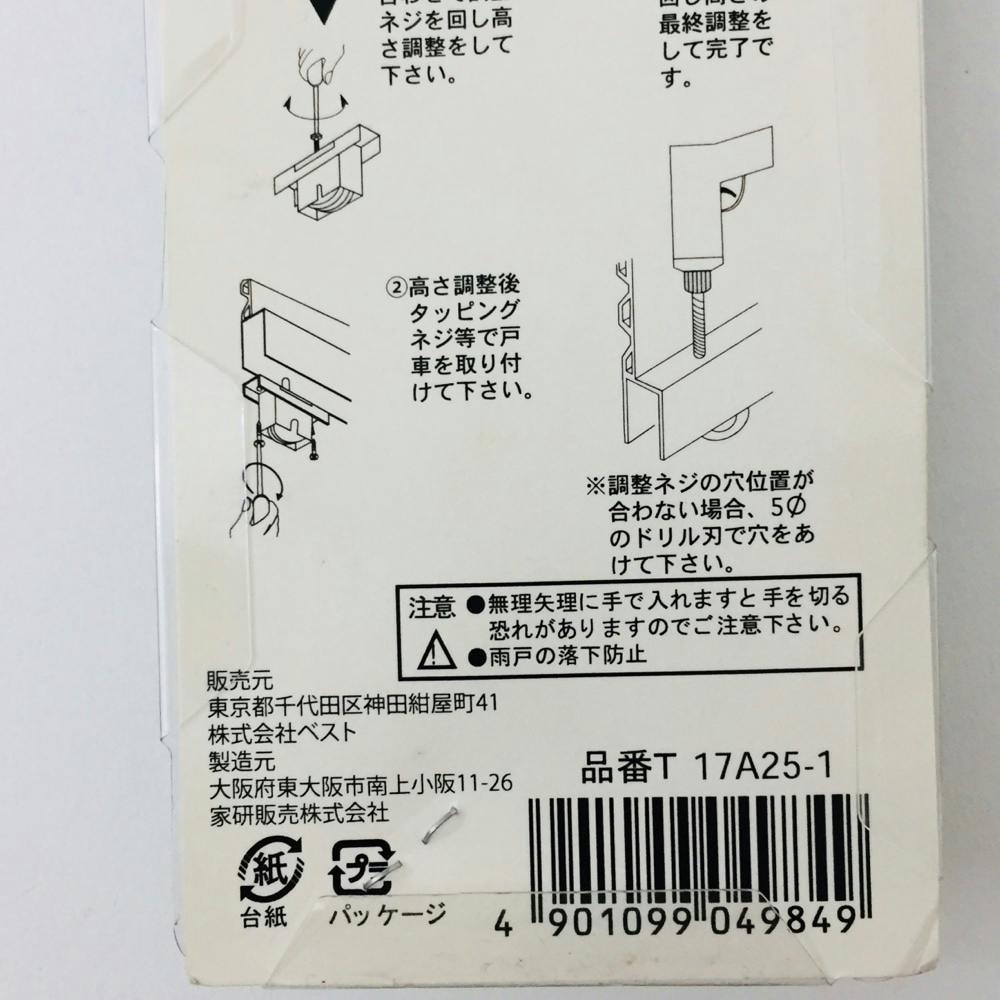 ネジを回し高
さ調整をして
下さい。
最終調整を
して完了で
す。
②高さ調整後
タッピング
ネジ等で戸
車を取り付
けて下さい。
※調整ネジの穴位置が
合わない場合、5∅
のドリル刃で穴をあ
けて下さい。
注意 ●無理矢理に手で入れますと手を切る
恐れがありますのでご注意下さい。
●雨戸の落下防止
販売元
東京都千代田区神田紺屋町41
株式会社ベスト
製造元
大阪府東大阪市南上小阪11-26
家研販売株式会社
品番T 17A25-1
紙
台紙
プラ
パッケージ
4 901099 049849